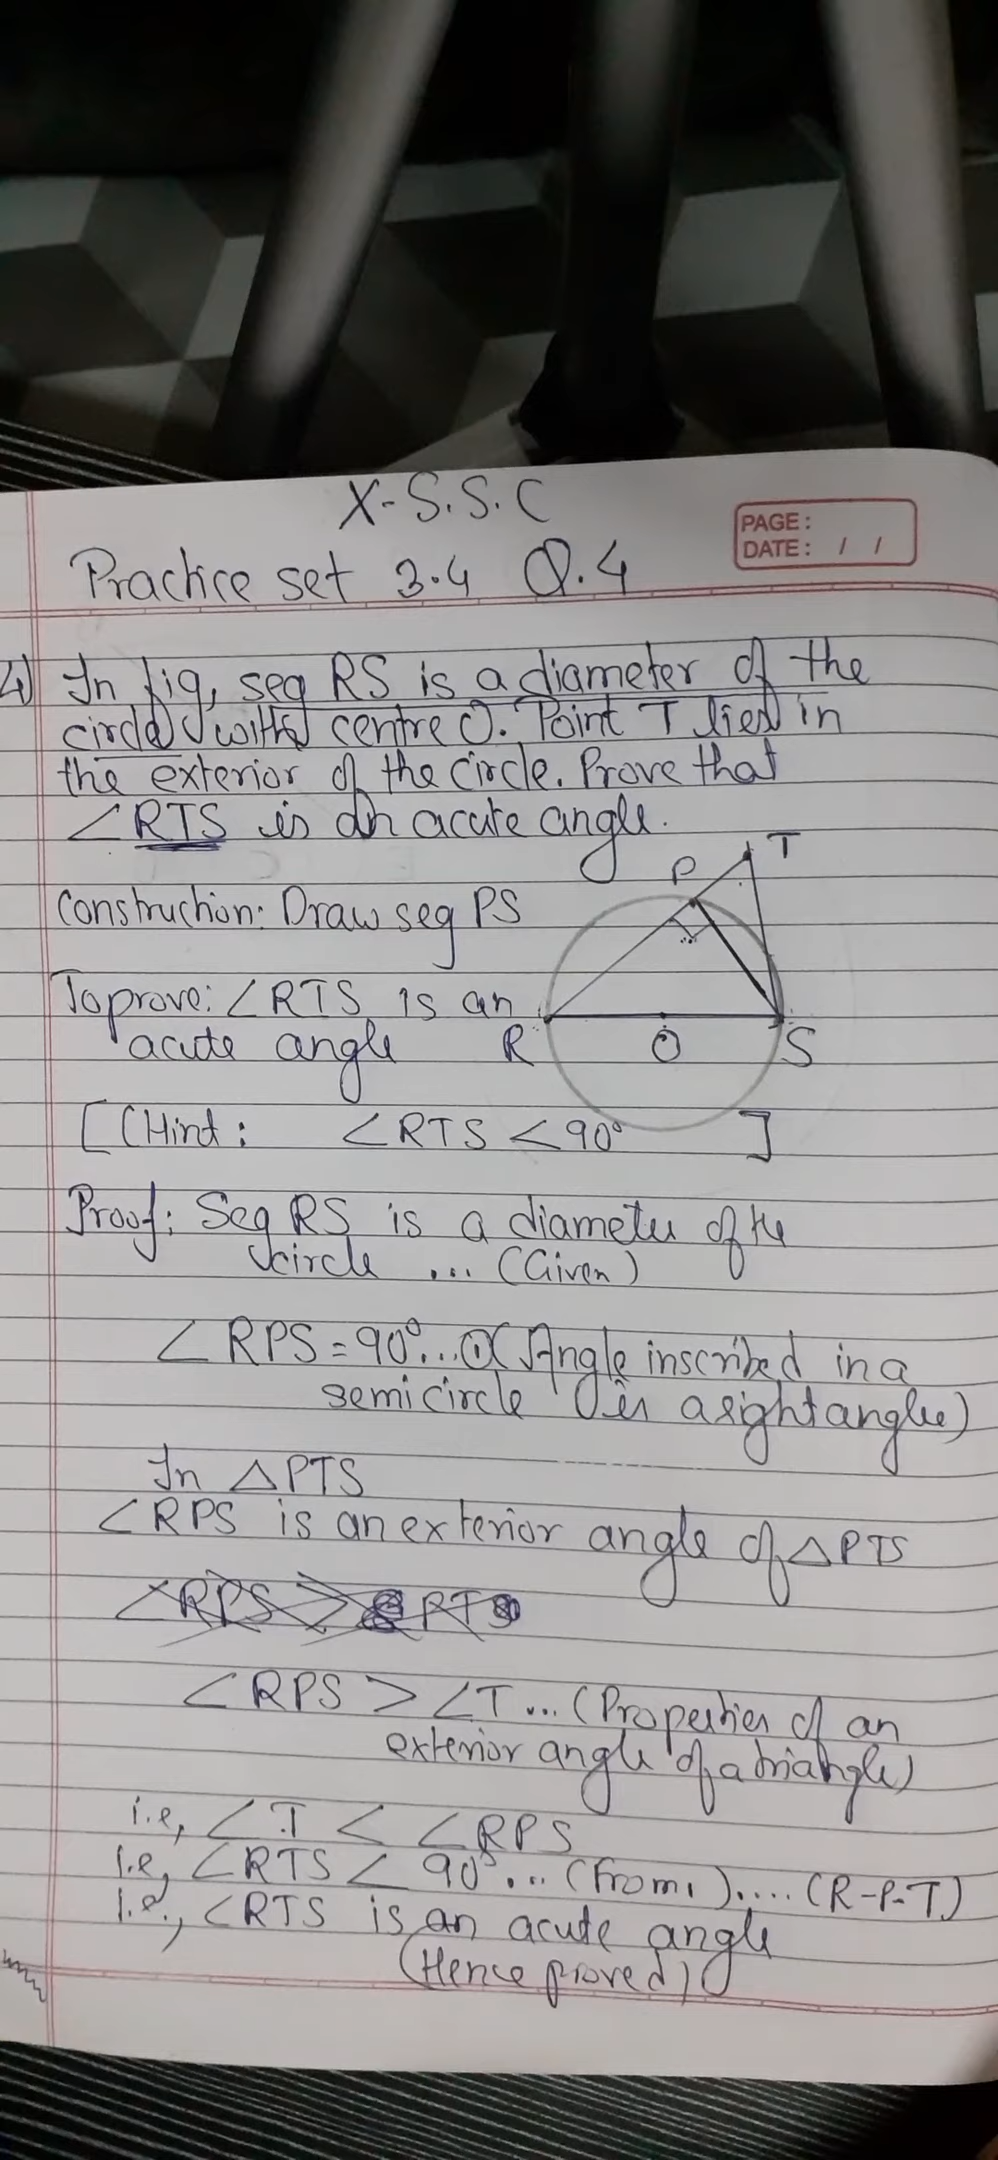 X-S.S.C
PAGE:
DATE: / /
Practice set 3.4 Q.4
4) In fig, seg RS is a diameter of the
circle with centre O. Point T lies in
the exterior of the circle. Prove that
∠RTS is an acute angle.
T
P
Construction: Draw seg PS
To prove: ∠RTS is an
acute angle
R O S
[(Hint: ∠RTS < 90° ]
Proof: Seg RS is a diameter of the
circle ... (Given)
∠RPS = 90°... ① (Angle inscribed in a
semicircle is a right angle)
In △PTS
∠RPS is an exterior angle of △PTS
∠RPS > RTS
∠RPS > ∠T ... (Properties of an
exterior angle of a triangle)
i.e, ∠T < ∠RPS
i.e, ∠RTS < 90°... (from 1).... (R-P-T)
i.e., ∠RTS is an acute angle
(Hence proved)